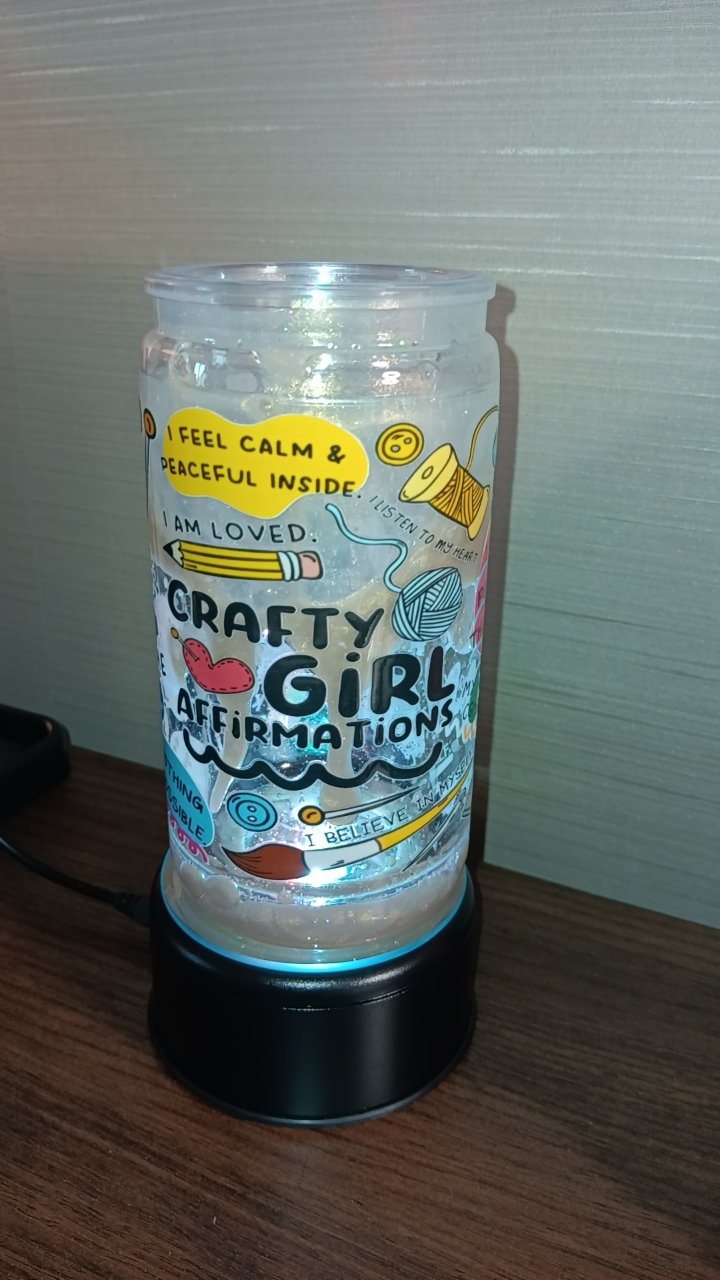 I FEEL CALM &
PEACEFUL INSIDE.
I LISTEN TO MY HEART
I AM LOVED.
CRAFTY
GIRL
AFFIRMATIONS
I BELIEVE IN MYSELF